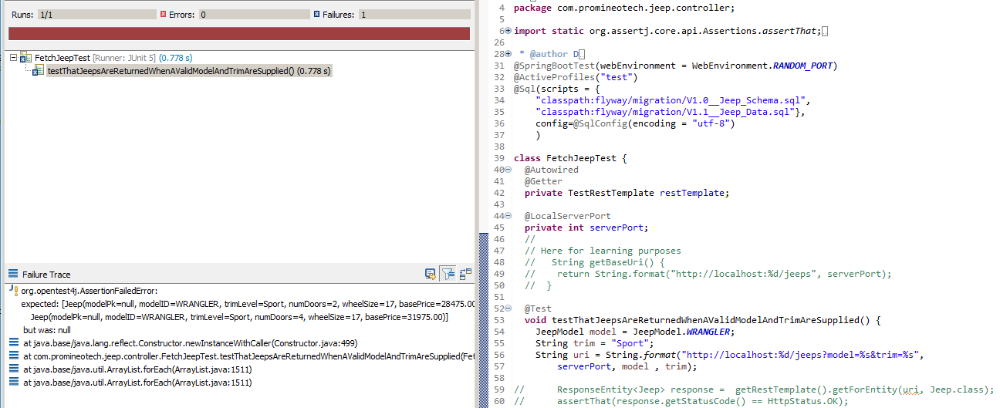 Runs: 1/1 Errors: 0 Failures: 1
FetchJeepTest [Runner: JUnit 5] (0.778 s)
testThatJeepsAreReturnedWhenAValidModelAndTrimAreSupplied() (0.778 s)
Failure Trace
org.opentest4j.AssertionFailedError:
expected: [Jeep(modelPk=null, modelID=WRANGLER, trimLevel=Sport, numDoors=2, wheelSize=17, basePrice=28475.00
Jeep(modelPk=null, modelID=WRANGLER, trimLevel=Sport, numDoors=4, wheelSize=17, basePrice=31975.00)]
but was: null
at java.base/java.lang.reflect.Constructor.newInstanceWithCaller(Constructor.java:499)
at com.promineotech.jeep.controller.FetchJeepTest.testThatJeepsAreReturnedWhenAValidModelAndTrimAreSupplied(Fet
at java.base/java.util.ArrayList.forEach(ArrayList.java:1511)
at java.base/java.util.ArrayList.forEach(ArrayList.java:1511)
4 package com.promineotech.jeep.controller;
5
6 import static org.assertj.core.api.Assertions.assertThat;
26
28 * @author D
31 @SpringBootTest(webEnvironment = WebEnvironment.RANDOM_PORT)
32 @ActiveProfiles("test")
33 @Sql(scripts = {
34 "classpath:flyway/migration/V1.0__Jeep_Schema.sql",
35 "classpath:flyway/migration/V1.1__Jeep_Data.sql"},
36 config=@SqlConfig(encoding = "utf-8")
37 )
38
39 class FetchJeepTest {
40 @Autowired
41 @Getter
42 private TestRestTemplate restTemplate;
43
44 @LocalServerPort
45 private int serverPort;
46 //
47 // Here for learning purposes
48 // String getBaseUri() {
49 // return String.format("http://localhost:%d/jeeps", serverPort);
50 // }
51
52 @Test
53 void testThatJeepsAreReturnedWhenAValidModelAndTrimAreSupplied() {
54 JeepModel model = JeepModel.WRANGLER;
55 String trim = "Sport";
56 String uri = String.format("http://localhost:%d/jeeps?model=%s&trim=%s",
57 serverPort, model , trim);
58
59 // ResponseEntity<Jeep> response = getRestTemplate().getForEntity(uri, Jeep.class);
60 // assertThat(response.getStatusCode() == HttpStatus.OK);